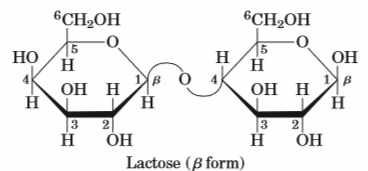 6CH2OH 6CH2OH
5 O 5 O
HO H H H OH
4 1 β O 4 1 β
OH H OH H
H H H
3 2 3 2
H OH H OH
Lactose (β form)